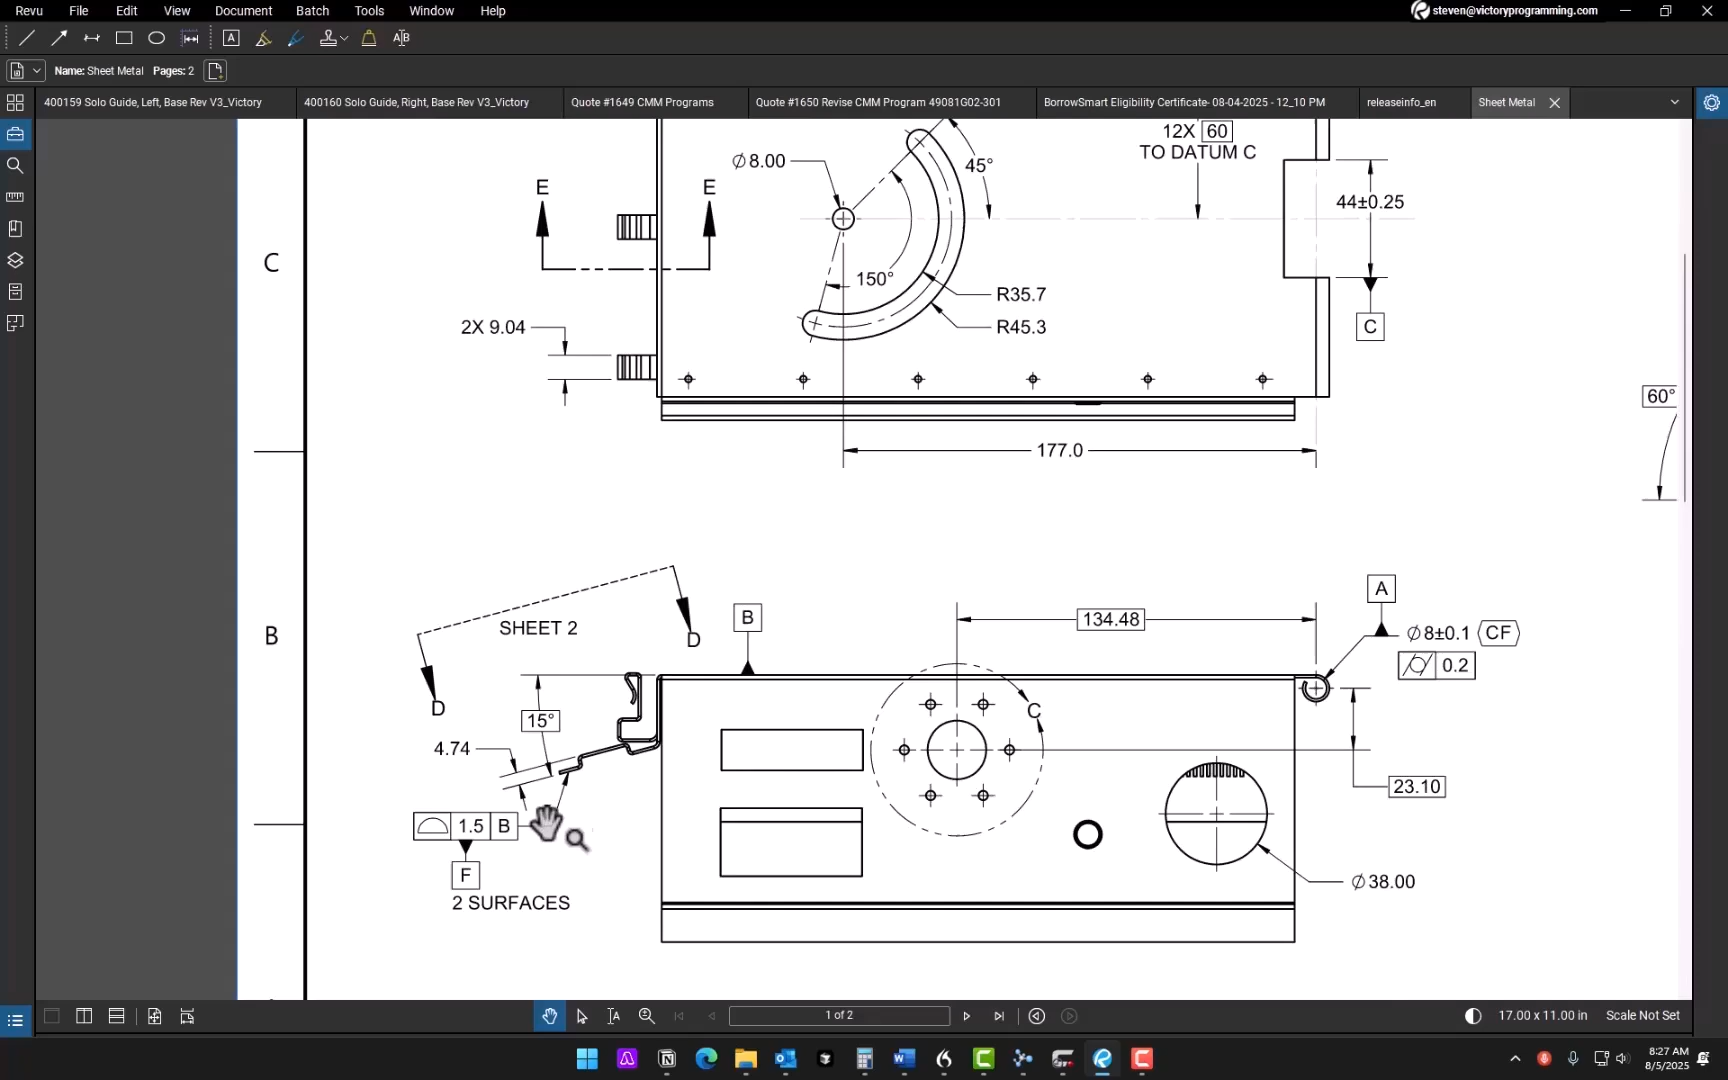 Revu File Edit View Document Batch Tools Window Help
steven@victoryprogramming.com
A AB
Name: Sheet Metal Pages: 2
400159 Solo Guide, Left, Base Rev V3_Victory
400160 Solo Guide, Right, Base Rev V3_Victory
Quote #1649 CMM Programs
Quote #1650 Revise CMM Program 49081G02-301
BorrowSmart Eligibility Certificate- 08-04-2025 - 12_10 PM
releaseinfo_en
Sheet Metal
12X 60
TO DATUM C
∅8.00
45°
E E
44±0.25
C
150°
R35.7
2X 9.04
R45.3
C
60°
177.0
A
B
134.48
SHEET 2
B
∅8±0.1 CF
D
0.2
D
C
15°
4.74
23.10
1.5 B
F
∅38.00
2 SURFACES
1 of 2
17.00 x 11.00 in
Scale Not Set
8:27 AM
8/5/2025